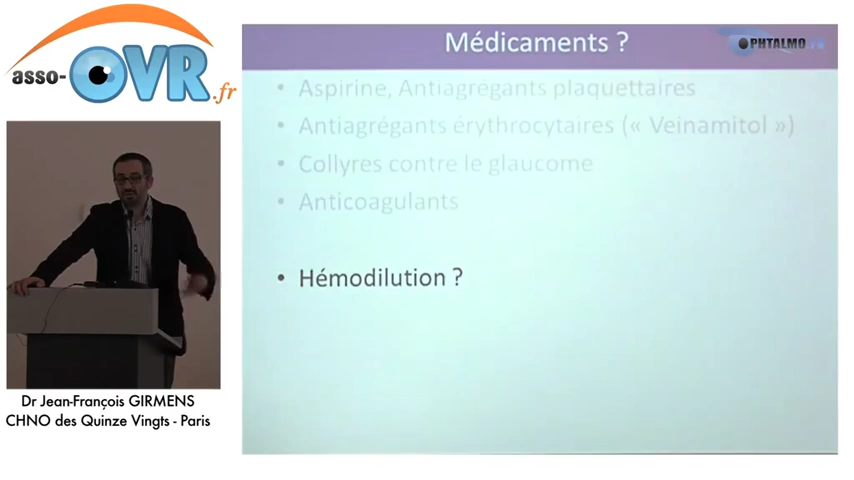 asso-OVR.fr
Médicaments ?
OPHTALMO
• Aspirine, Antiagrégants plaquettaires
• Antiagrégants érythrocytaires (« Veinamitol »)
• Collyres contre le glaucome
• Anticoagulants
• Hémodilution ?
Dr Jean-François GIRMENS
CHNO des Quinze Vingts - Paris